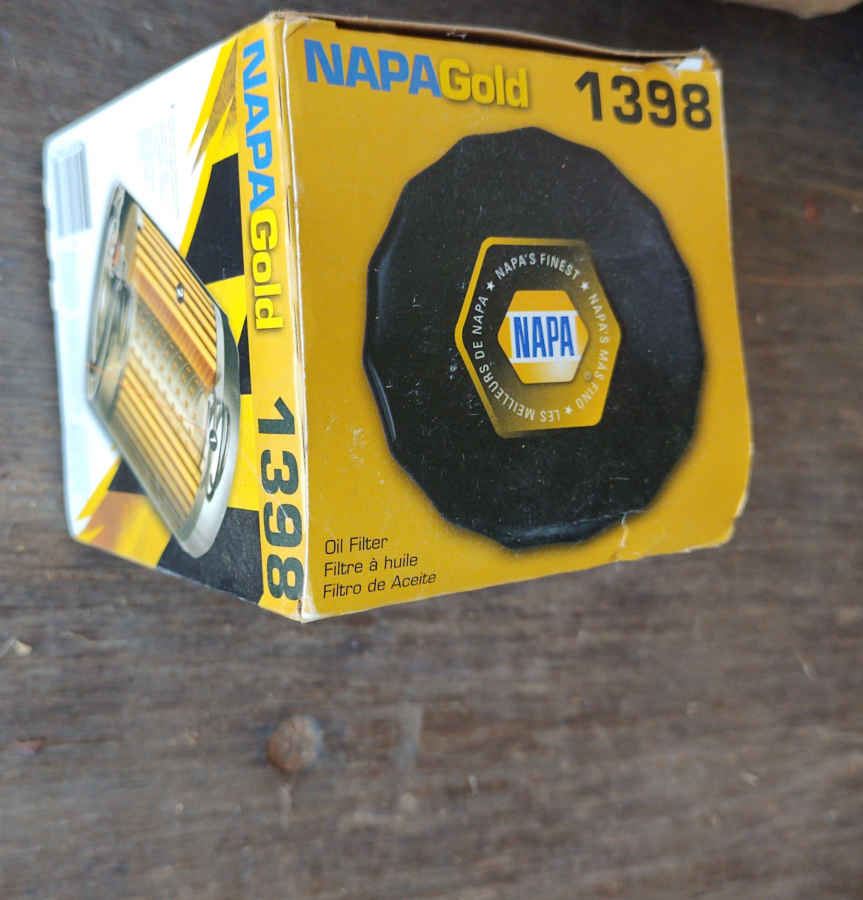 NAPAGold 1398
NAPAGold 1398
NAPA'S FINEST ★ NAPA'S MAS FINO ★ LES MEILLEURS DE NAPA ★
NAPA
Oil Filter
Filtre à huile
Filtro de Aceite